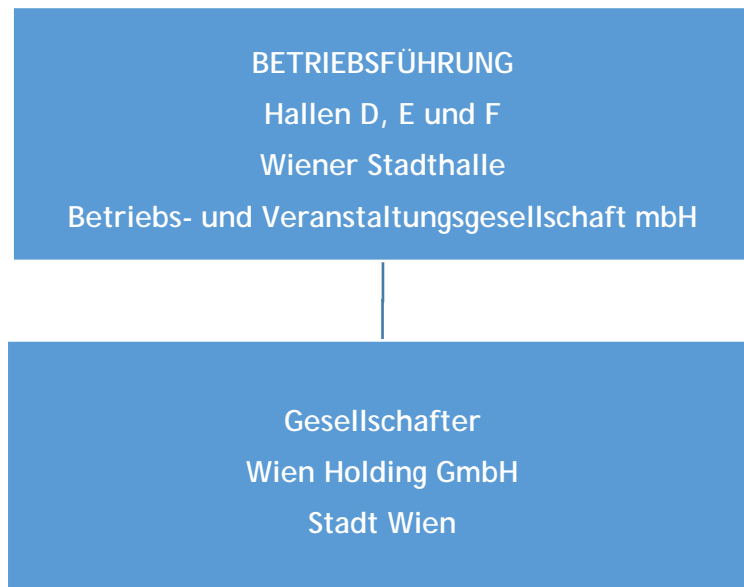 BETRIEBSFÜHRUNG
Hallen D, E und F
Wiener Stadthalle
Betriebs- und Veranstaltungsgesellschaft mbH
Gesellschafter
Wien Holding GmbH
Stadt Wien